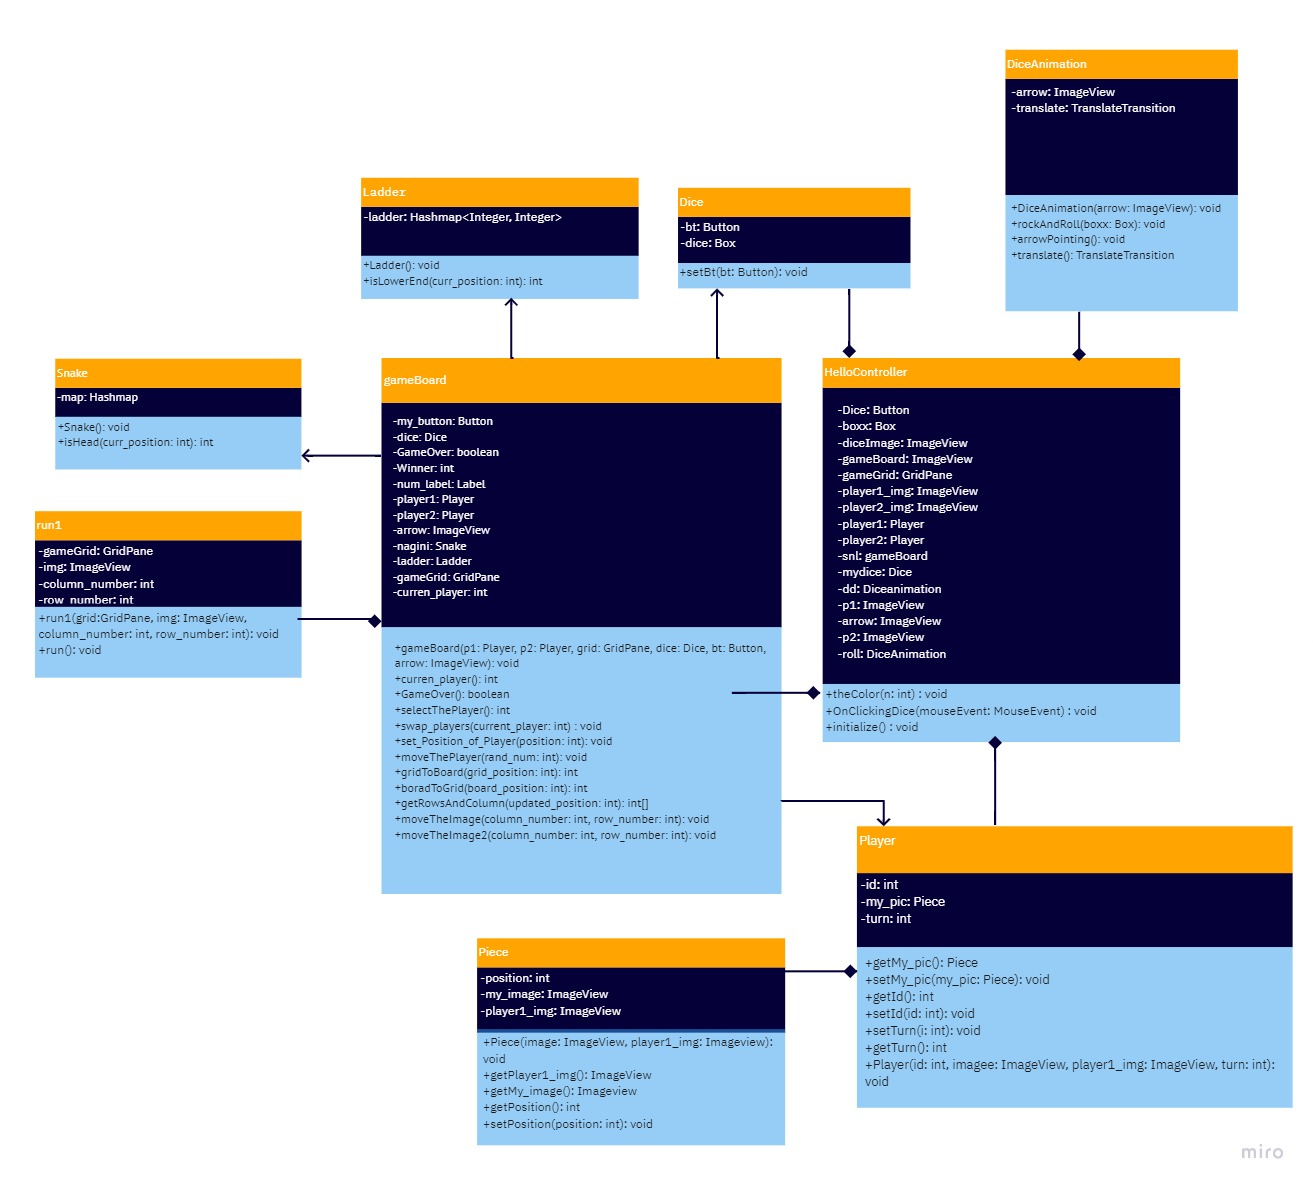 DiceAnimation
-arrow: ImageView
-translate: TranslateTransition
+DiceAnimation(arrow: ImageView): void
+rockAndRoll(boxx: Box): void
+arrowPointing(): void
+translate(): TranslateTransition
Ladder
-ladder: Hashmap<Integer, Integer>
+Ladder(): void
+isLowerEnd(curr_position: int): int
Dice
-bt: Button
-dice: Box
+setBt(bt: Button): void
Snake
-map: Hashmap
+Snake(): void
+isHead(curr_position: int): int
gameBoard
-my_button: Button
-dice: Dice
-GameOver: boolean
-Winner: int
-num_label: Label
-player1: Player
-player2: Player
-arrow: ImageView
-nagini: Snake
-ladder: Ladder
-gameGrid: GridPane
-curren_player: int
+gameBoard(p1: Player, p2: Player, grid: GridPane, dice: Dice, bt: Button,
arrow: ImageView): void
+curren_player(): int
+GameOver(): boolean
+selectThePlayer(): int
+swap_players(current_player: int) : void
+set_Position_of_Player(position: int): void
+moveThePlayer(rand_num: int): void
+gridToBoard(grid_position: int): int
+boradToGrid(board_position: int): int
+getRowsAndColumn(updated_position: int): int[]
+moveTheImage(column_number: int, row_number: int): void
+moveTheImage2(column_number: int, row_number: int): void
HelloController
-Dice: Button
-boxx: Box
-diceImage: ImageView
-gameBoard: ImageView
-gameGrid: GridPane
-player1_img: ImageView
-player2_img: ImageView
-player1: Player
-player2: Player
-snl: gameBoard
-mydice: Dice
-dd: Diceanimation
-p1: ImageView
-arrow: ImageView
-p2: ImageView
-roll: DiceAnimation
+theColor(n: int) : void
+OnClickingDice(mouseEvent: MouseEvent) : void
+initialize() : void
run1
-gameGrid: GridPane
-img: ImageView
-column_number: int
-row_number: int
+run1(grid:GridPane, img: ImageView,
column_number: int, row_number: int): void
+run(): void
Player
-id: int
-my_pic: Piece
-turn: int
+getMy_pic(): Piece
+setMy_pic(my_pic: Piece): void
+getId(): int
+setId(id: int): void
+setTurn(i: int): void
+getTurn(): int
+Player(id: int, imagee: ImageView, player1_img: ImageView, turn: int):
void
Piece
-position: int
-my_image: ImageView
-player1_img: ImageView
+Piece(image: ImageView, player1_img: Imageview):
void
+getPlayer1_img(): ImageView
+getMy_image(): Imageview
+getPosition(): int
+setPosition(position: int): void
miro